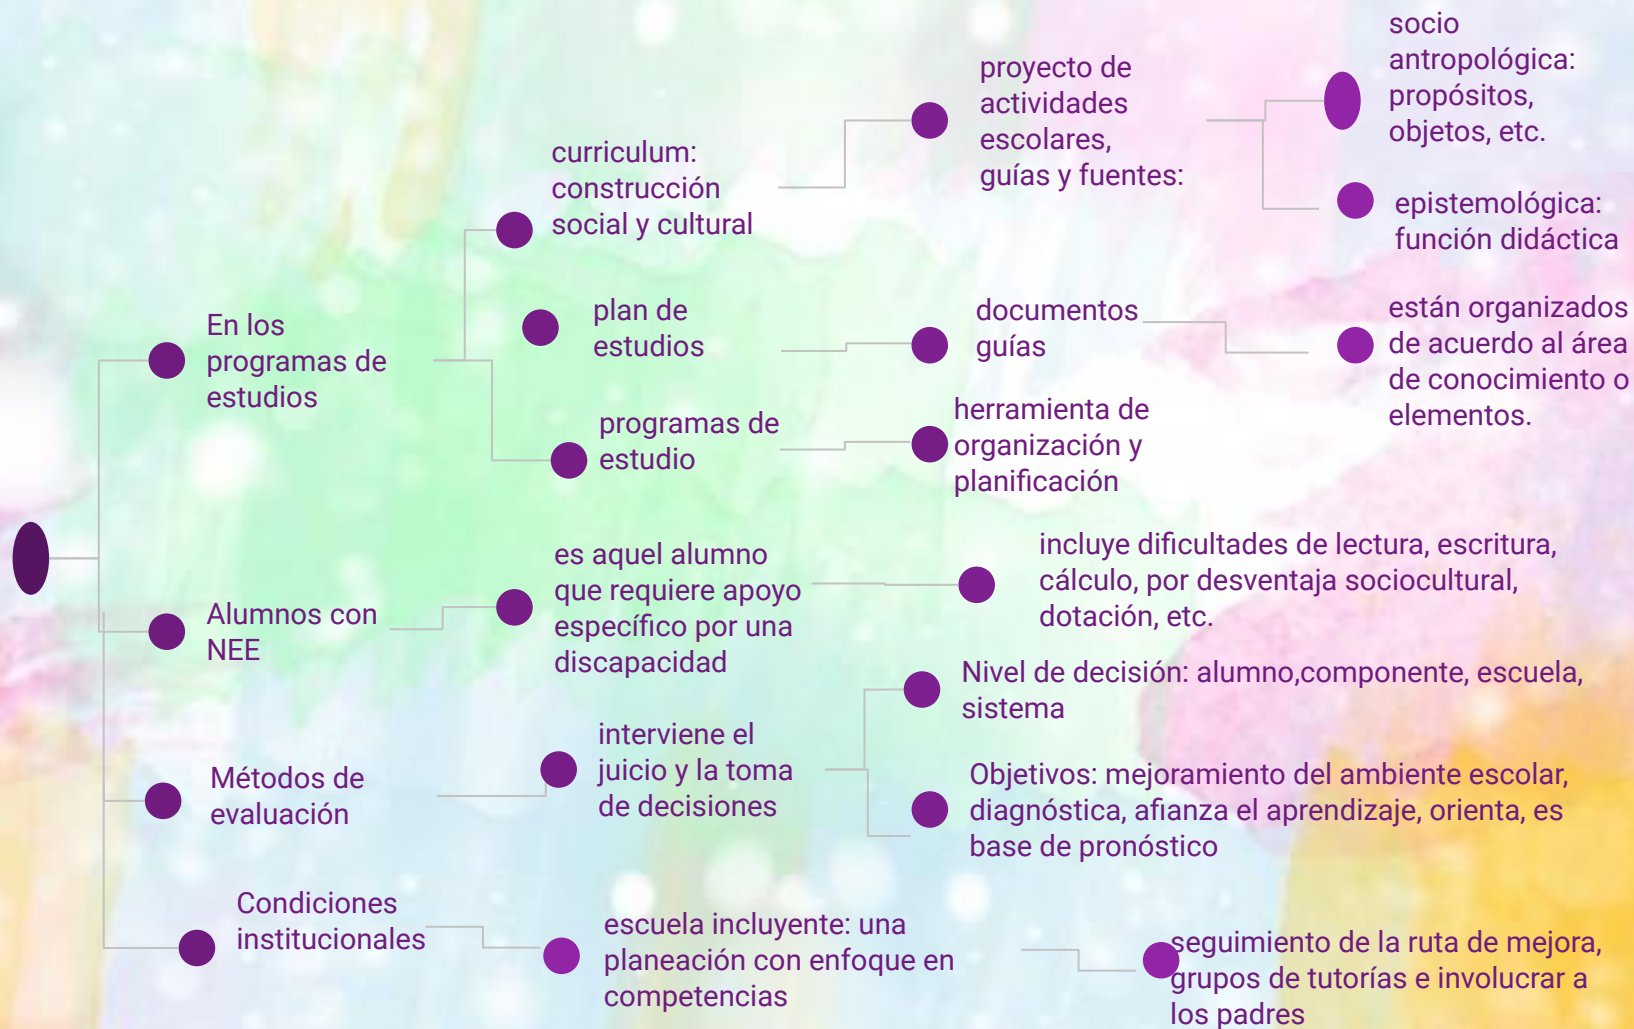 En los
programas de
estudios
curriculum:
construcción
social y cultural
proyecto de
actividades
escolares,
guías y fuentes:
socio
antropológica:
propósitos,
objetos, etc.
epistemológica:
función didáctica
plan de
estudios
documentos
guías
están organizados
de acuerdo al área
de conocimiento o
elementos.
programas de
estudio
herramienta de
organización y
planificación
Alumnos con
NEE
es aquel alumno
que requiere apoyo
específico por una
discapacidad
incluye dificultades de lectura, escritura,
cálculo, por desventaja sociocultural,
dotación, etc.
Métodos de
evaluación
interviene el
juicio y la toma
de decisiones
Nivel de decisión: alumno,componente, escuela,
sistema
Objetivos: mejoramiento del ambiente escolar,
diagnóstica, afianza el aprendizaje, orienta, es
base de pronóstico
Condiciones
institucionales
escuela incluyente: una
planeación con enfoque en
competencias
seguimiento de la ruta de mejora,
grupos de tutorías e involucrar a
los padres